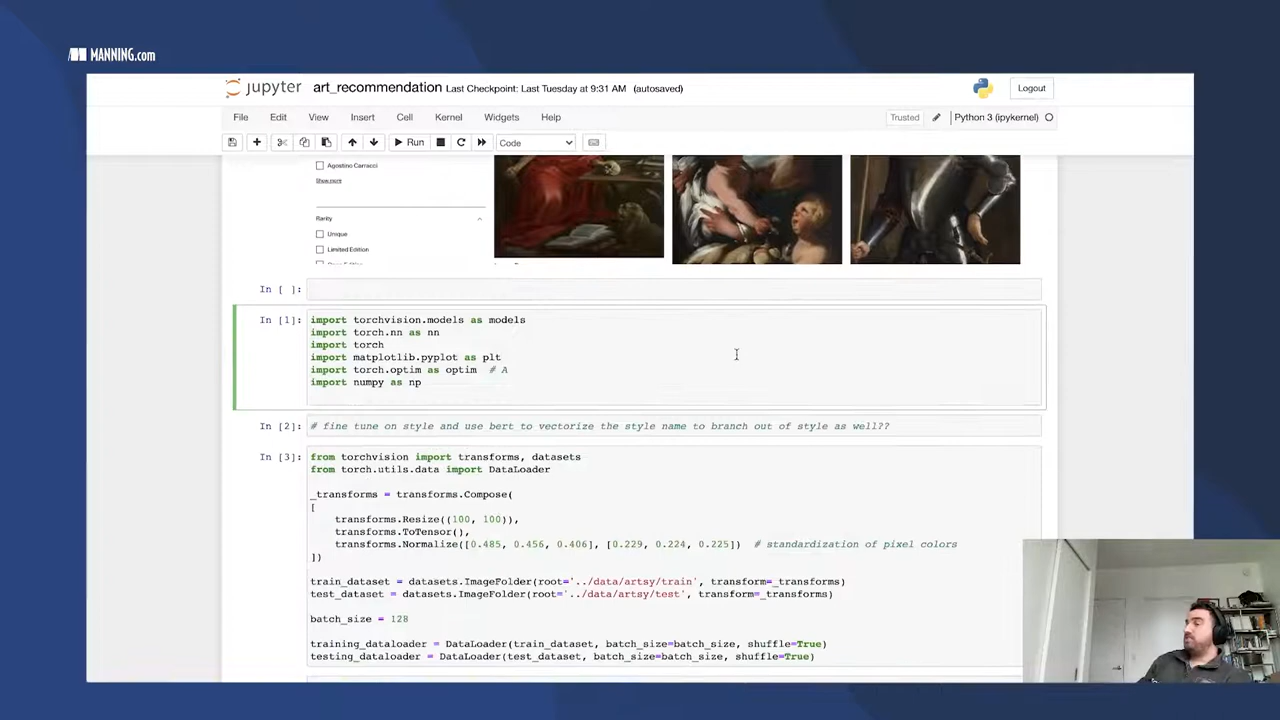 MANNING.com
jupyter art_recommendation Last Checkpoint: Last Tuesday at 9:31 AM (autosaved) Logout
File Edit View Insert Cell Kernel Widgets Help Trusted Python 3 (ipykernel)
Run Code
Agostino Carracci
Show more
Rarity
Unique
Limited Edition
In [ ]:
In [1]: import torchvision.models as models
import torch.nn as nn
import torch
import matplotlib.pyplot as plt
import torch.optim as optim # A
import numpy as np
In [2]: # fine tune on style and use bert to vectorize the style name to branch out of style as well??
In [3]: from torchvision import transforms, datasets
from torch.utils.data import DataLoader
_transforms = transforms.Compose(
[
transforms.Resize((100, 100)),
transforms.ToTensor(),
transforms.Normalize([0.485, 0.456, 0.406], [0.229, 0.224, 0.225]) # standardization of pixel colors
])
train_dataset = datasets.ImageFolder(root='../data/artsy/train', transform=_transforms)
test_dataset = datasets.ImageFolder(root='../data/artsy/test', transform=_transforms)
batch_size = 128
training_dataloader = DataLoader(train_dataset, batch_size=batch_size, shuffle=True)
testing_dataloader = DataLoader(test_dataset, batch_size=batch_size, shuffle=True)